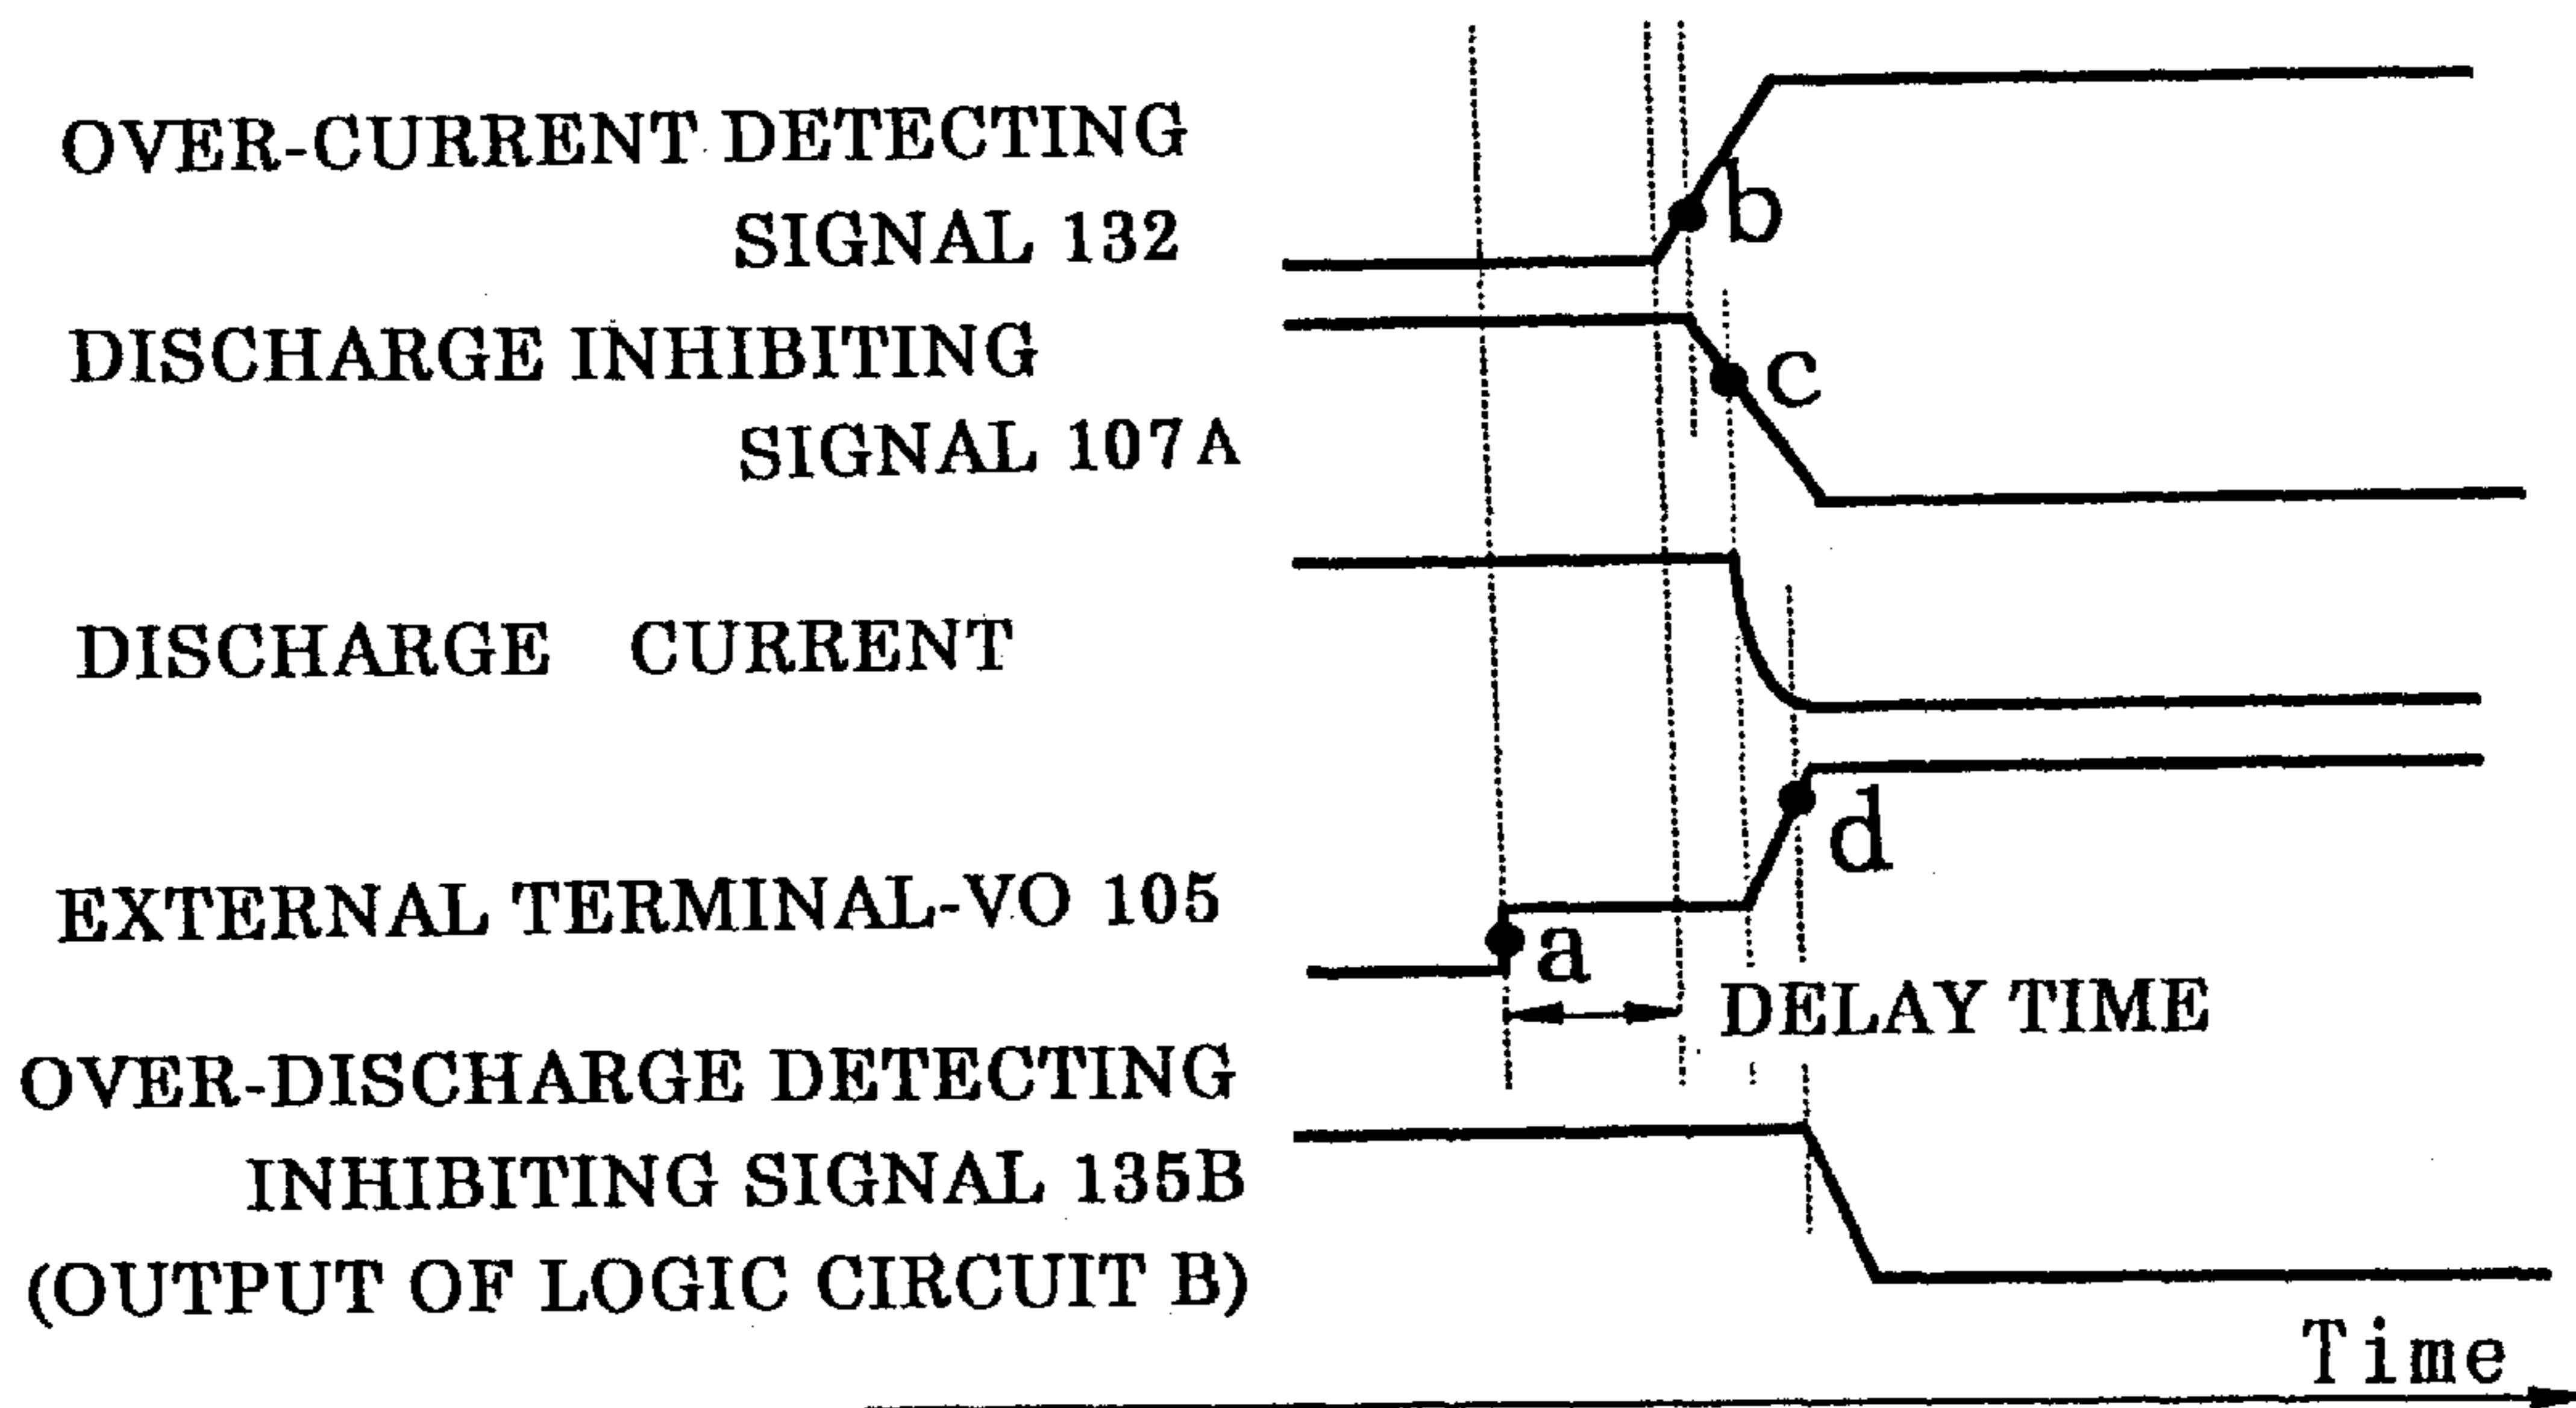 OVER-CURRENT DETECTING
SIGNAL 132
b
DISCHARGE INHIBITING
SIGNAL 107A
c
DISCHARGE CURRENT
d
EXTERNAL TERMINAL-VO 105
a
DELAY TIME
OVER-DISCHARGE DETECTING
INHIBITING SIGNAL 135B
(OUTPUT OF LOGIC CIRCUIT B)
Time